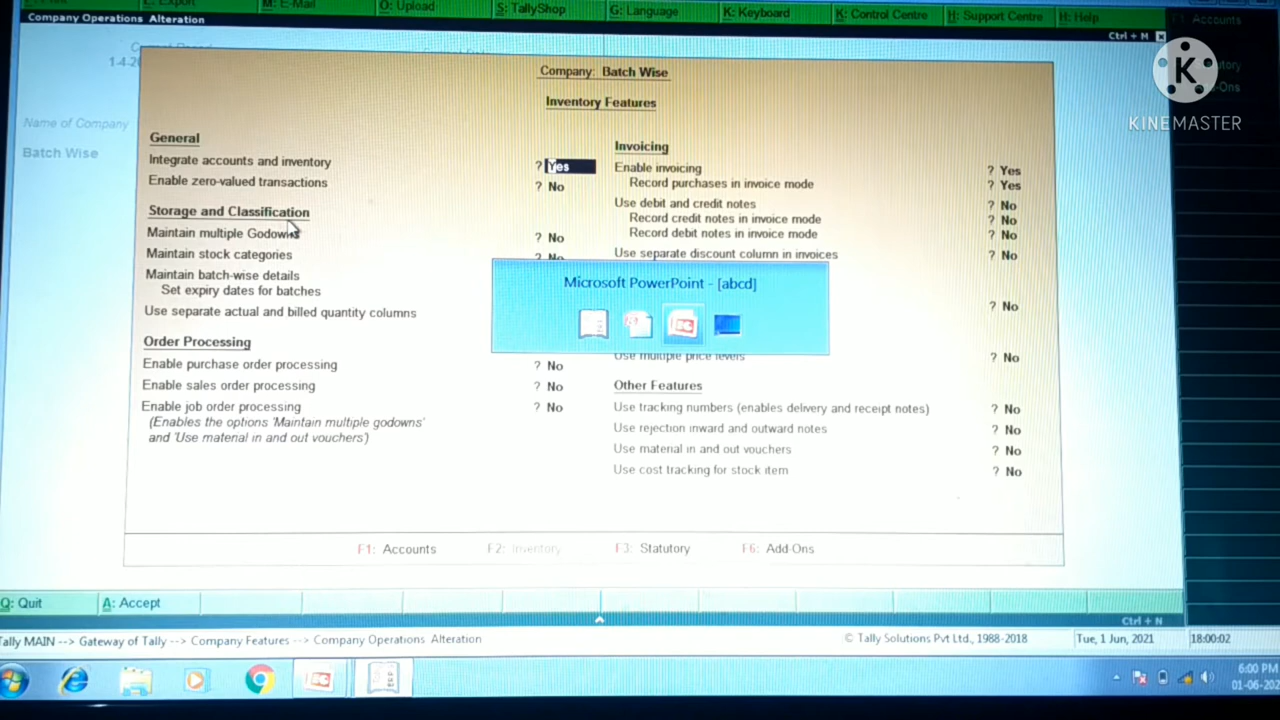 E-Mail
O: Upload
S: TallyShop
G: Language
K: Keyboard
K: Control Centre
H: Support Centre
H: Help
Accounts
Company Operations Alteration
Ctrl + M
1-4-20
Name of Company
Batch Wise
K
KINEMASTER
Company: Batch Wise
Inventory Features
General
Integrate accounts and inventory ? Yes
Enable zero-valued transactions ? No
Storage and Classification
Maintain multiple Godowns ? No
Maintain stock categories ? No
Maintain batch-wise details
Set expiry dates for batches
Use separate actual and billed quantity columns
Order Processing
Enable purchase order processing ? No
Enable sales order processing ? No
Enable job order processing ? No
(Enables the options 'Maintain multiple godowns'
and 'Use material in and out vouchers')
Invoicing
Enable invoicing ? Yes
Record purchases in invoice mode ? Yes
Use debit and credit notes ? No
Record credit notes in invoice mode ? No
Record debit notes in invoice mode ? No
Use separate discount column in invoices ? No
? No
Use multiple price levels ? No
Other Features
Use tracking numbers (enables delivery and receipt notes) ? No
Use rejection inward and outward notes ? No
Use material in and out vouchers ? No
Use cost tracking for stock item ? No
Microsoft PowerPoint - [abcd]
F1: Accounts
F2: Inventory
F3: Statutory
F6: Add-Ons
Q: Quit
A: Accept
Ctrl + N
Tally MAIN --> Gateway of Tally --> Company Features --> Company Operations Alteration
© Tally Solutions Pvt Ltd., 1988-2018
Tue, 1 Jun, 2021
18:00:02
6:00 PM
01-06-202